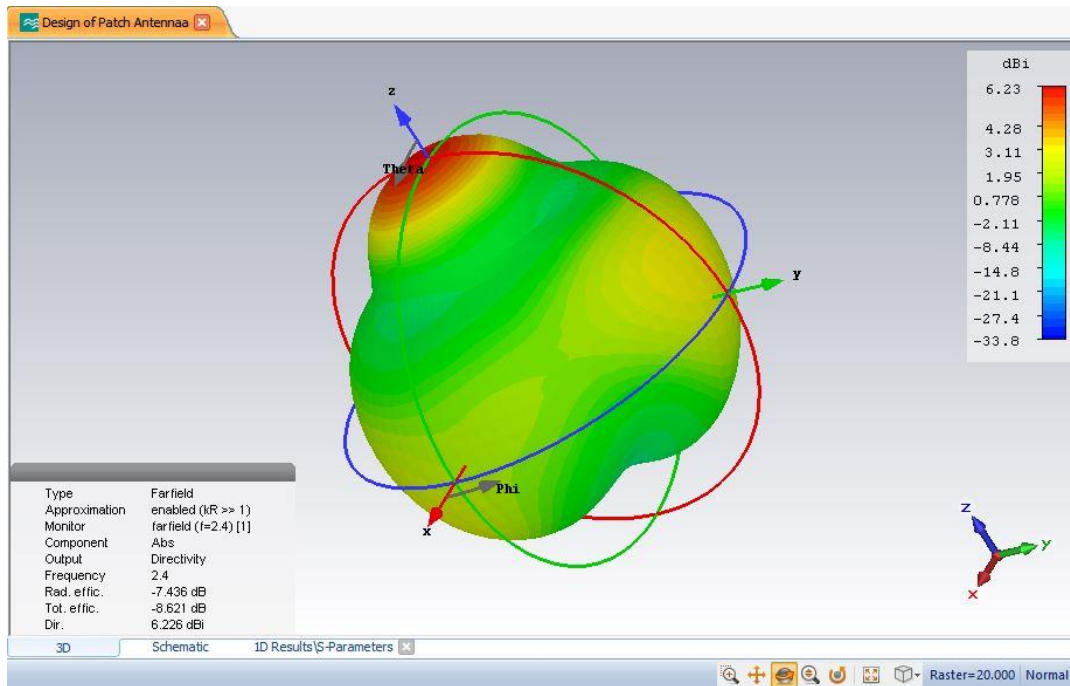 Design of Patch Antennaa
dBi
6.23
4.28
3.11
1.95
0.778
-2.11
-8.44
-14.8
-21.1
-27.4
-33.8
z
Theta
y
Phi
x
Type Farfield
Approximation enabled (kR >> 1)
Monitor farfield (f=2.4) [1]
Component Abs
Output Directivity
Frequency 2.4
Rad. effic. -7.436 dB
Tot. effic. -8.621 dB
Dir. 6.226 dBi
z
y
x
3D Schematic 1D Results\S-Parameters
Raster=20.000 Normal